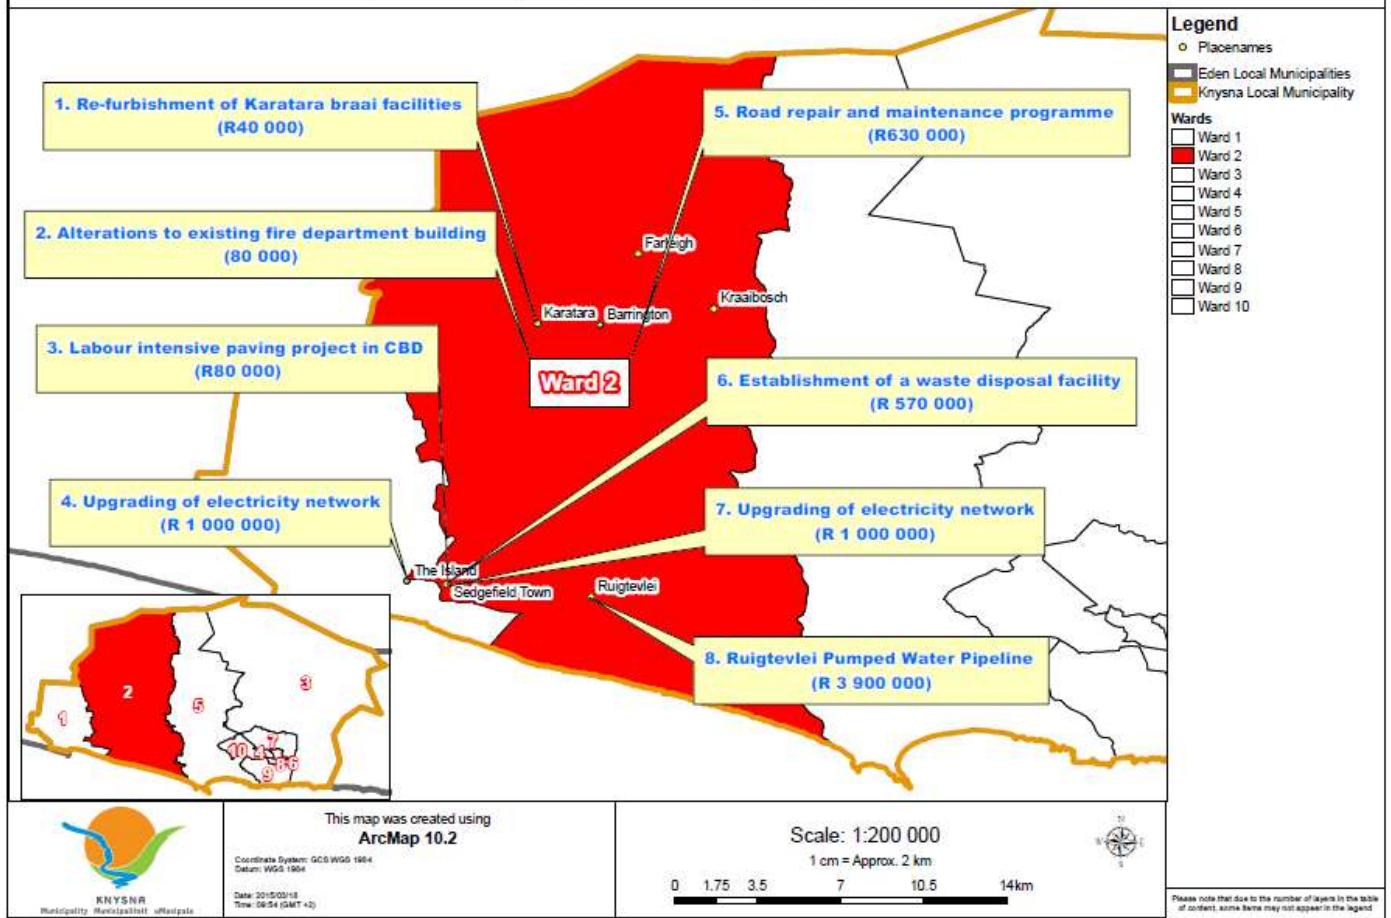 1. Re-furbishment of Karatara braai facilities
(R40 000)
5. Road repair and maintenance programme
(R630 000)
2. Alterations to existing fire department building
(80 000)
Farleigh
Kraaibosch
Karatara
Barrington
3. Labour intensive paving project in CBD
(R80 000)
Ward 2
6. Establishment of a waste disposal facility
(R 570 000)
4. Upgrading of electricity network
(R 1 000 000)
7. Upgrading of electricity network
(R 1 000 000)
The Island
Sedgefield Town
Ruigtevlei
8. Ruigtevlei Pumped Water Pipeline
(R 3 900 000)
1
2
5
3
7
10
4
8
6
9
Legend
Placenames
Eden Local Municipalities
Knysna Local Municipality
Wards
Ward 1
Ward 2
Ward 3
Ward 4
Ward 5
Ward 6
Ward 7
Ward 8
Ward 9
Ward 10
KNYSNA
Municipality Munisipaliteit uMasipala
This map was created using
ArcMap 10.2
Coordinate System: GCS WGS 1984
Datum: WGS 1984
Date: 2015/03/18
Time: 09:54 (GMT +2)
Scale: 1:200 000
1 cm = Approx. 2 km
0 1.75 3.5 7 10.5 14km
N
W E
S
Please note that due to the number of layers in the table
of content, some items may not appear in the legend